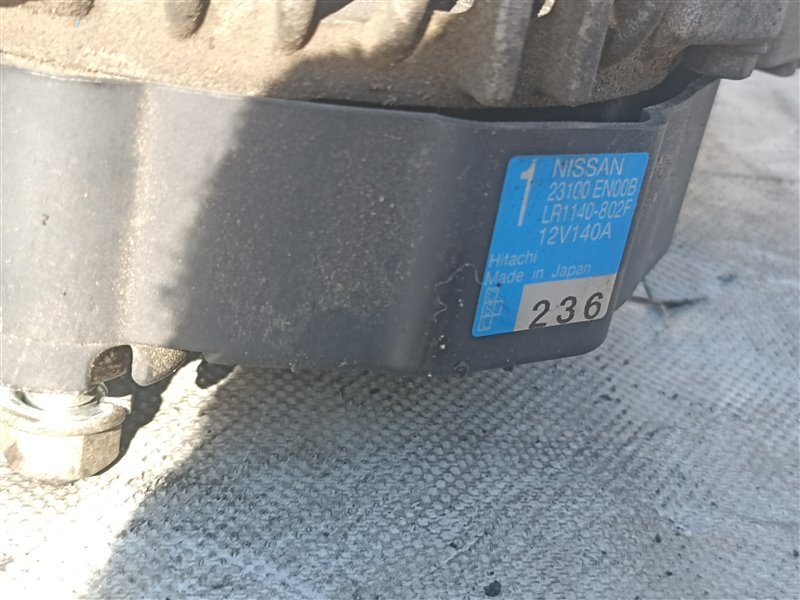 1
NISSAN
23100 EN00B
LR1140-802F
12V140A
Hitachi
Made in Japan
236